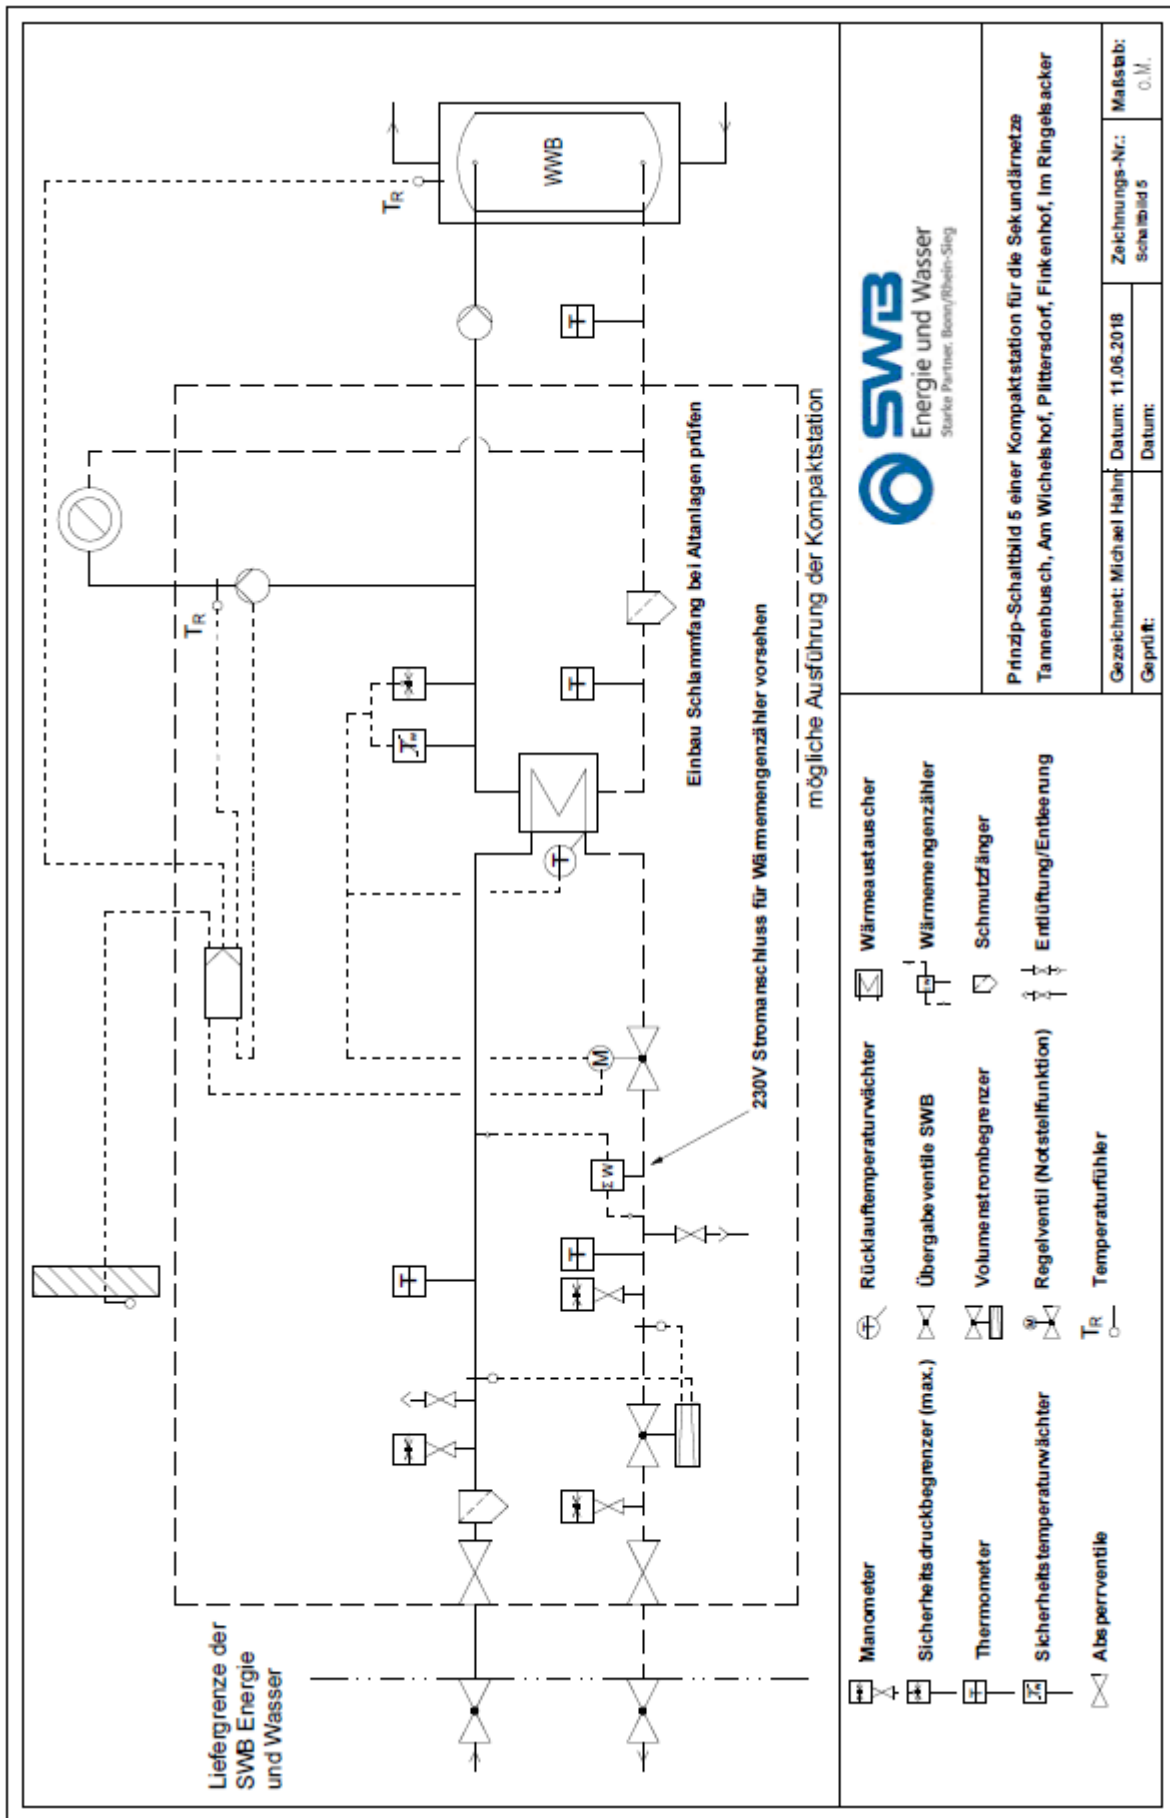 Liefergrenze der
SWB Energie
und Wasser
TR
TR
WWB
T
T
T
T
T
M
ΣW
Einbau Schlammfang bei Altanlagen prüfen
230V Stromanschluss für Wärmemengenzähler vorsehen
mögliche Ausführung der Kompaktstation
Manometer
Sicherheitsdruckbegrenzer (max.)
Thermometer
Sicherheitstemperaturwächter
Absperrventile
Rücklauftemperaturwächter
Übergabeventile SWB
Volumenstrombegrenzer
Regelventil (Notstellfunktion)
TR
Temperaturfühler
Wärmeaustauscher
Wärmemengenzähler
Schmutzfänger
Entlüftung/Entleerung
SWB
Energie und Wasser
Starke Partner. Bonn/Rhein-Sieg
Prinzip-Schaltbild 5 einer Kompaktstation für die Sekundärnetze
Tannenbusch, Am Wichelshof, Plittersdorf, Finkenhof, Im Ringelsacker
Gezeichnet: Michael Hahn
Datum: 11.06.2018
Zeichnungs-Nr.:
Schaltbild 5
Maßstab:
o.M.
Geprüft:
Datum: